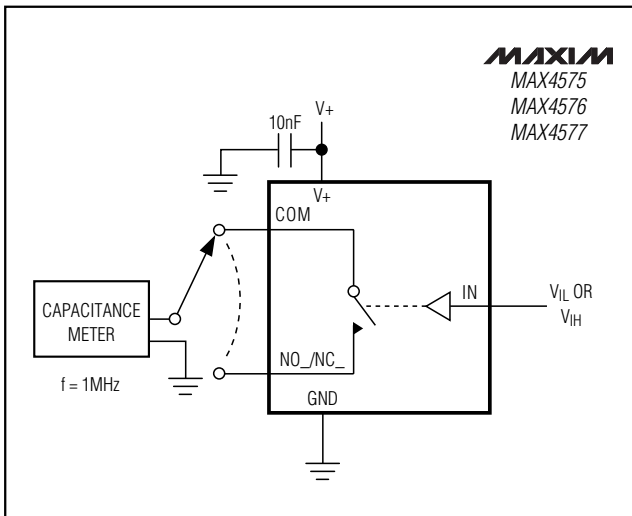 MAXIM
MAX4575
MAX4576
MAX4577
V+
10nF
V+
COM
IN
VIL OR
VIH
CAPACITANCE
METER
NO_/NC_
f = 1MHz
GND